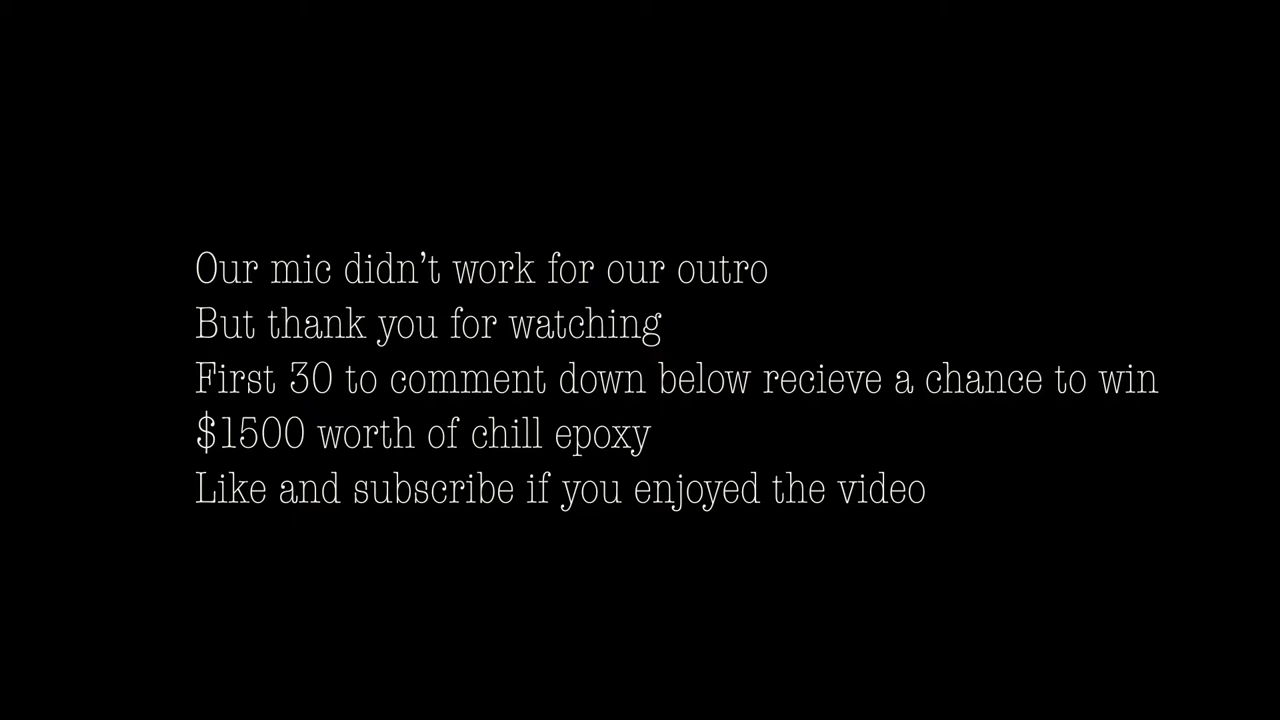 Our mic didn’t work for our outro
But thank you for watching
First 30 to comment down below recieve a chance to win
$1500 worth of chill epoxy
Like and subscribe if you enjoyed the video